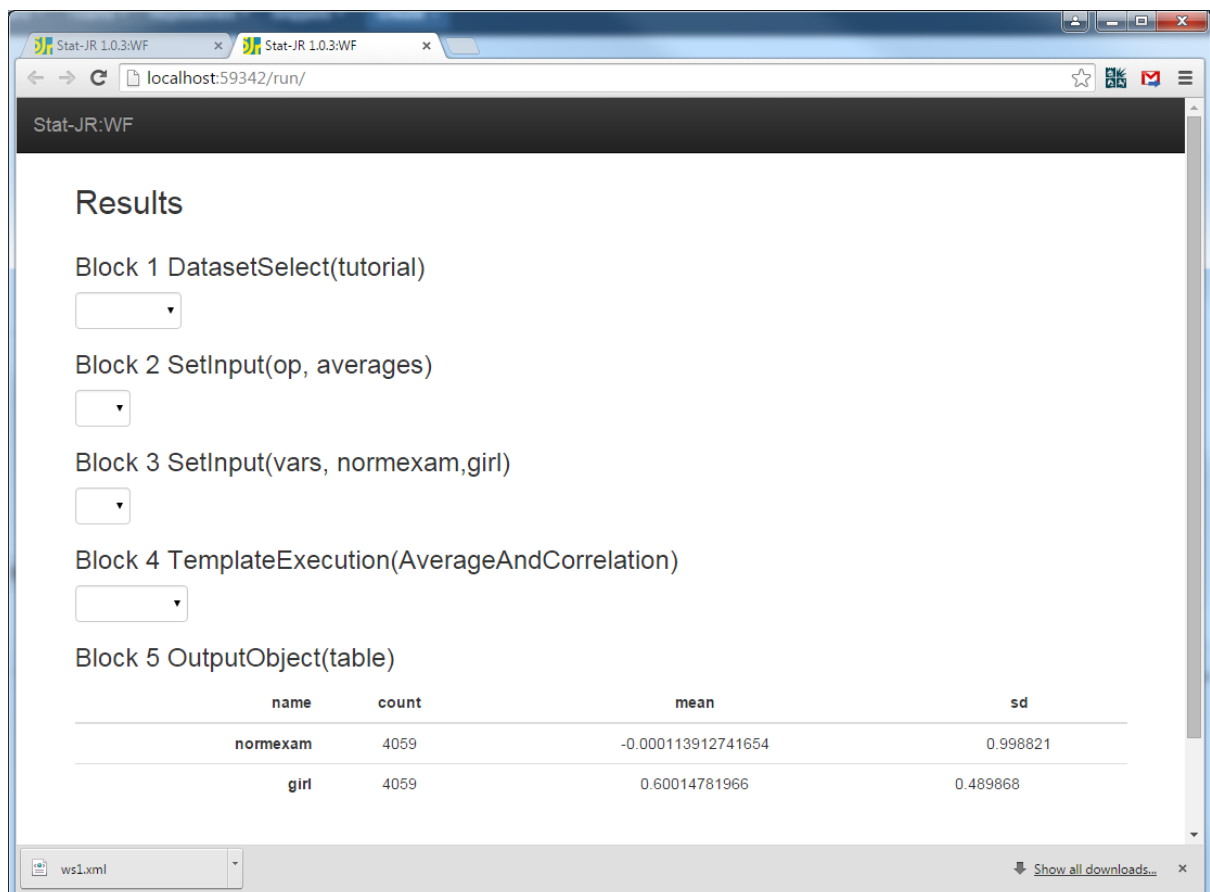 Stat-JR 1.0.3:WF
Stat-JR 1.0.3:WF
localhost:59342/run/
Stat-JR:WF
Results
Block 1 DatasetSelect(tutorial)
Block 2 SetInput(op, averages)
Block 3 SetInput(vars, normexam,girl)
Block 4 TemplateExecution(AverageAndCorrelation)
Block 5 OutputObject(table)
name count mean sd
normexam 4059 -0.000113912741654 0.998821
girl 4059 0.60014781966 0.489868
ws1.xml
Show all downloads...